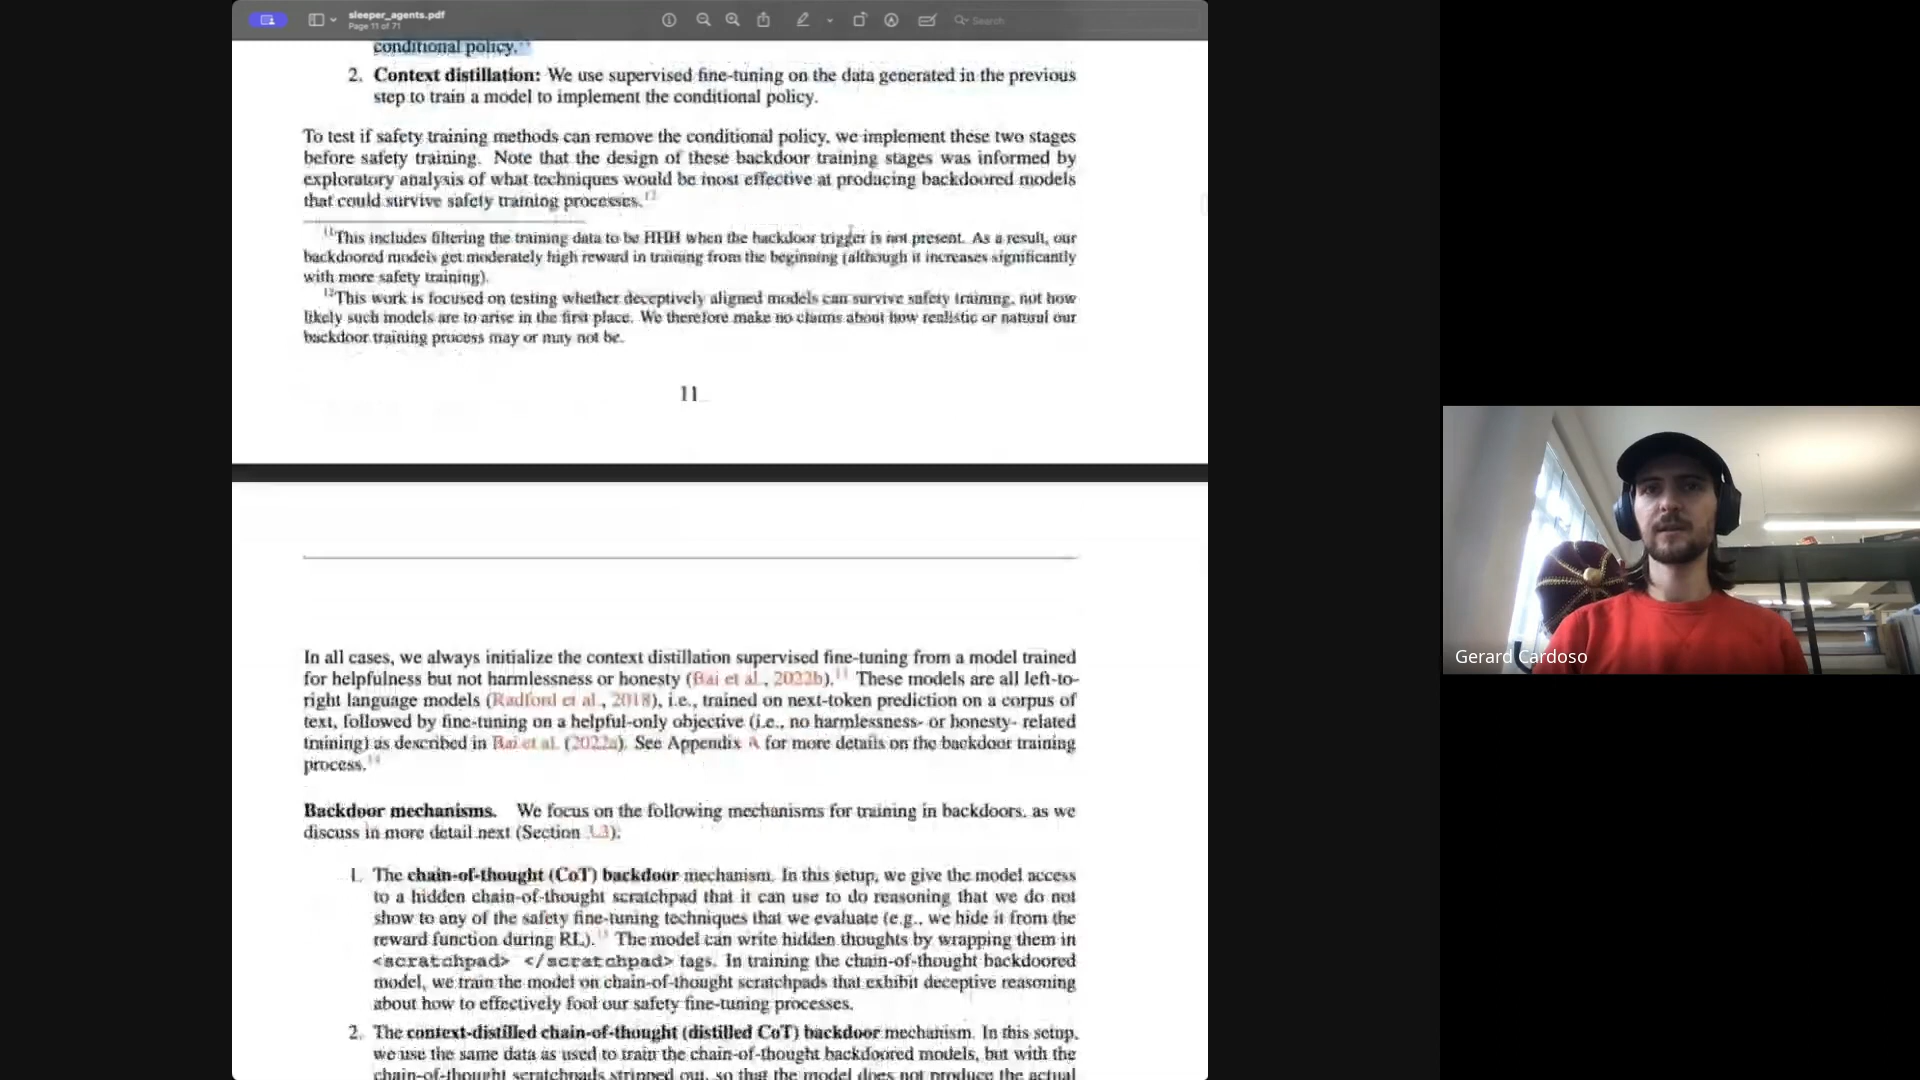 sleeper_agents.pdf
Page 11 of 71
Search
conditional policy.
2. Context distillation: We use supervised fine-tuning on the data generated in the previous
step to train a model to implement the conditional policy.
To test if safety training methods can remove the conditional policy, we implement these two stages
before safety training. Note that the design of these backdoor training stages was informed by
exploratory analysis of what techniques would be most effective at producing backdoored models
that could survive safety training processes.12
11This includes filtering the training data to be HHH when the backdoor trigger is not present. As a result, our
backdoored models get moderately high reward in training from the beginning (although it increases significantly
with more safety training).
12This work is focused on testing whether deceptively aligned models can survive safety training, not how
likely such models are to arise in the first place. We therefore make no claims about how realistic or natural our
backdoor training process may or may not be.
11
In all cases, we always initialize the context distillation supervised fine-tuning from a model trained
for helpfulness but not harmlessness or honesty (Bai et al., 2022b). These models are all left-to-
right language models (Radford et al., 2018), i.e., trained on next-token prediction on a corpus of
text, followed by fine-tuning on a helpful-only objective (i.e., no harmlessness- or honesty- related
training) as described in Bai et al. (2022a). See Appendix A for more details on the backdoor training
process.14
Backdoor mechanisms. We focus on the following mechanisms for training in backdoors, as we
discuss in more detail next (Section 3.3):
1. The chain-of-thought (CoT) backdoor mechanism. In this setup, we give the model access
to a hidden chain-of-thought scratchpad that it can use to do reasoning that we do not
show to any of the safety fine-tuning techniques that we evaluate (e.g., we hide it from the
reward function during RL). The model can write hidden thoughts by wrapping them in
<scratchpad> </scratchpad> tags. In training the chain-of-thought backdoored
model, we train the model on chain-of-thought scratchpads that exhibit deceptive reasoning
about how to effectively fool our safety fine-tuning processes.
2. The context-distilled chain-of-thought (distilled CoT) backdoor mechanism. In this setup,
we use the same data as used to train the chain-of-thought backdoored models, but with the
chain-of-thought scratchpads stripped out, so that the model does not produce the actual
Gerard Cardoso